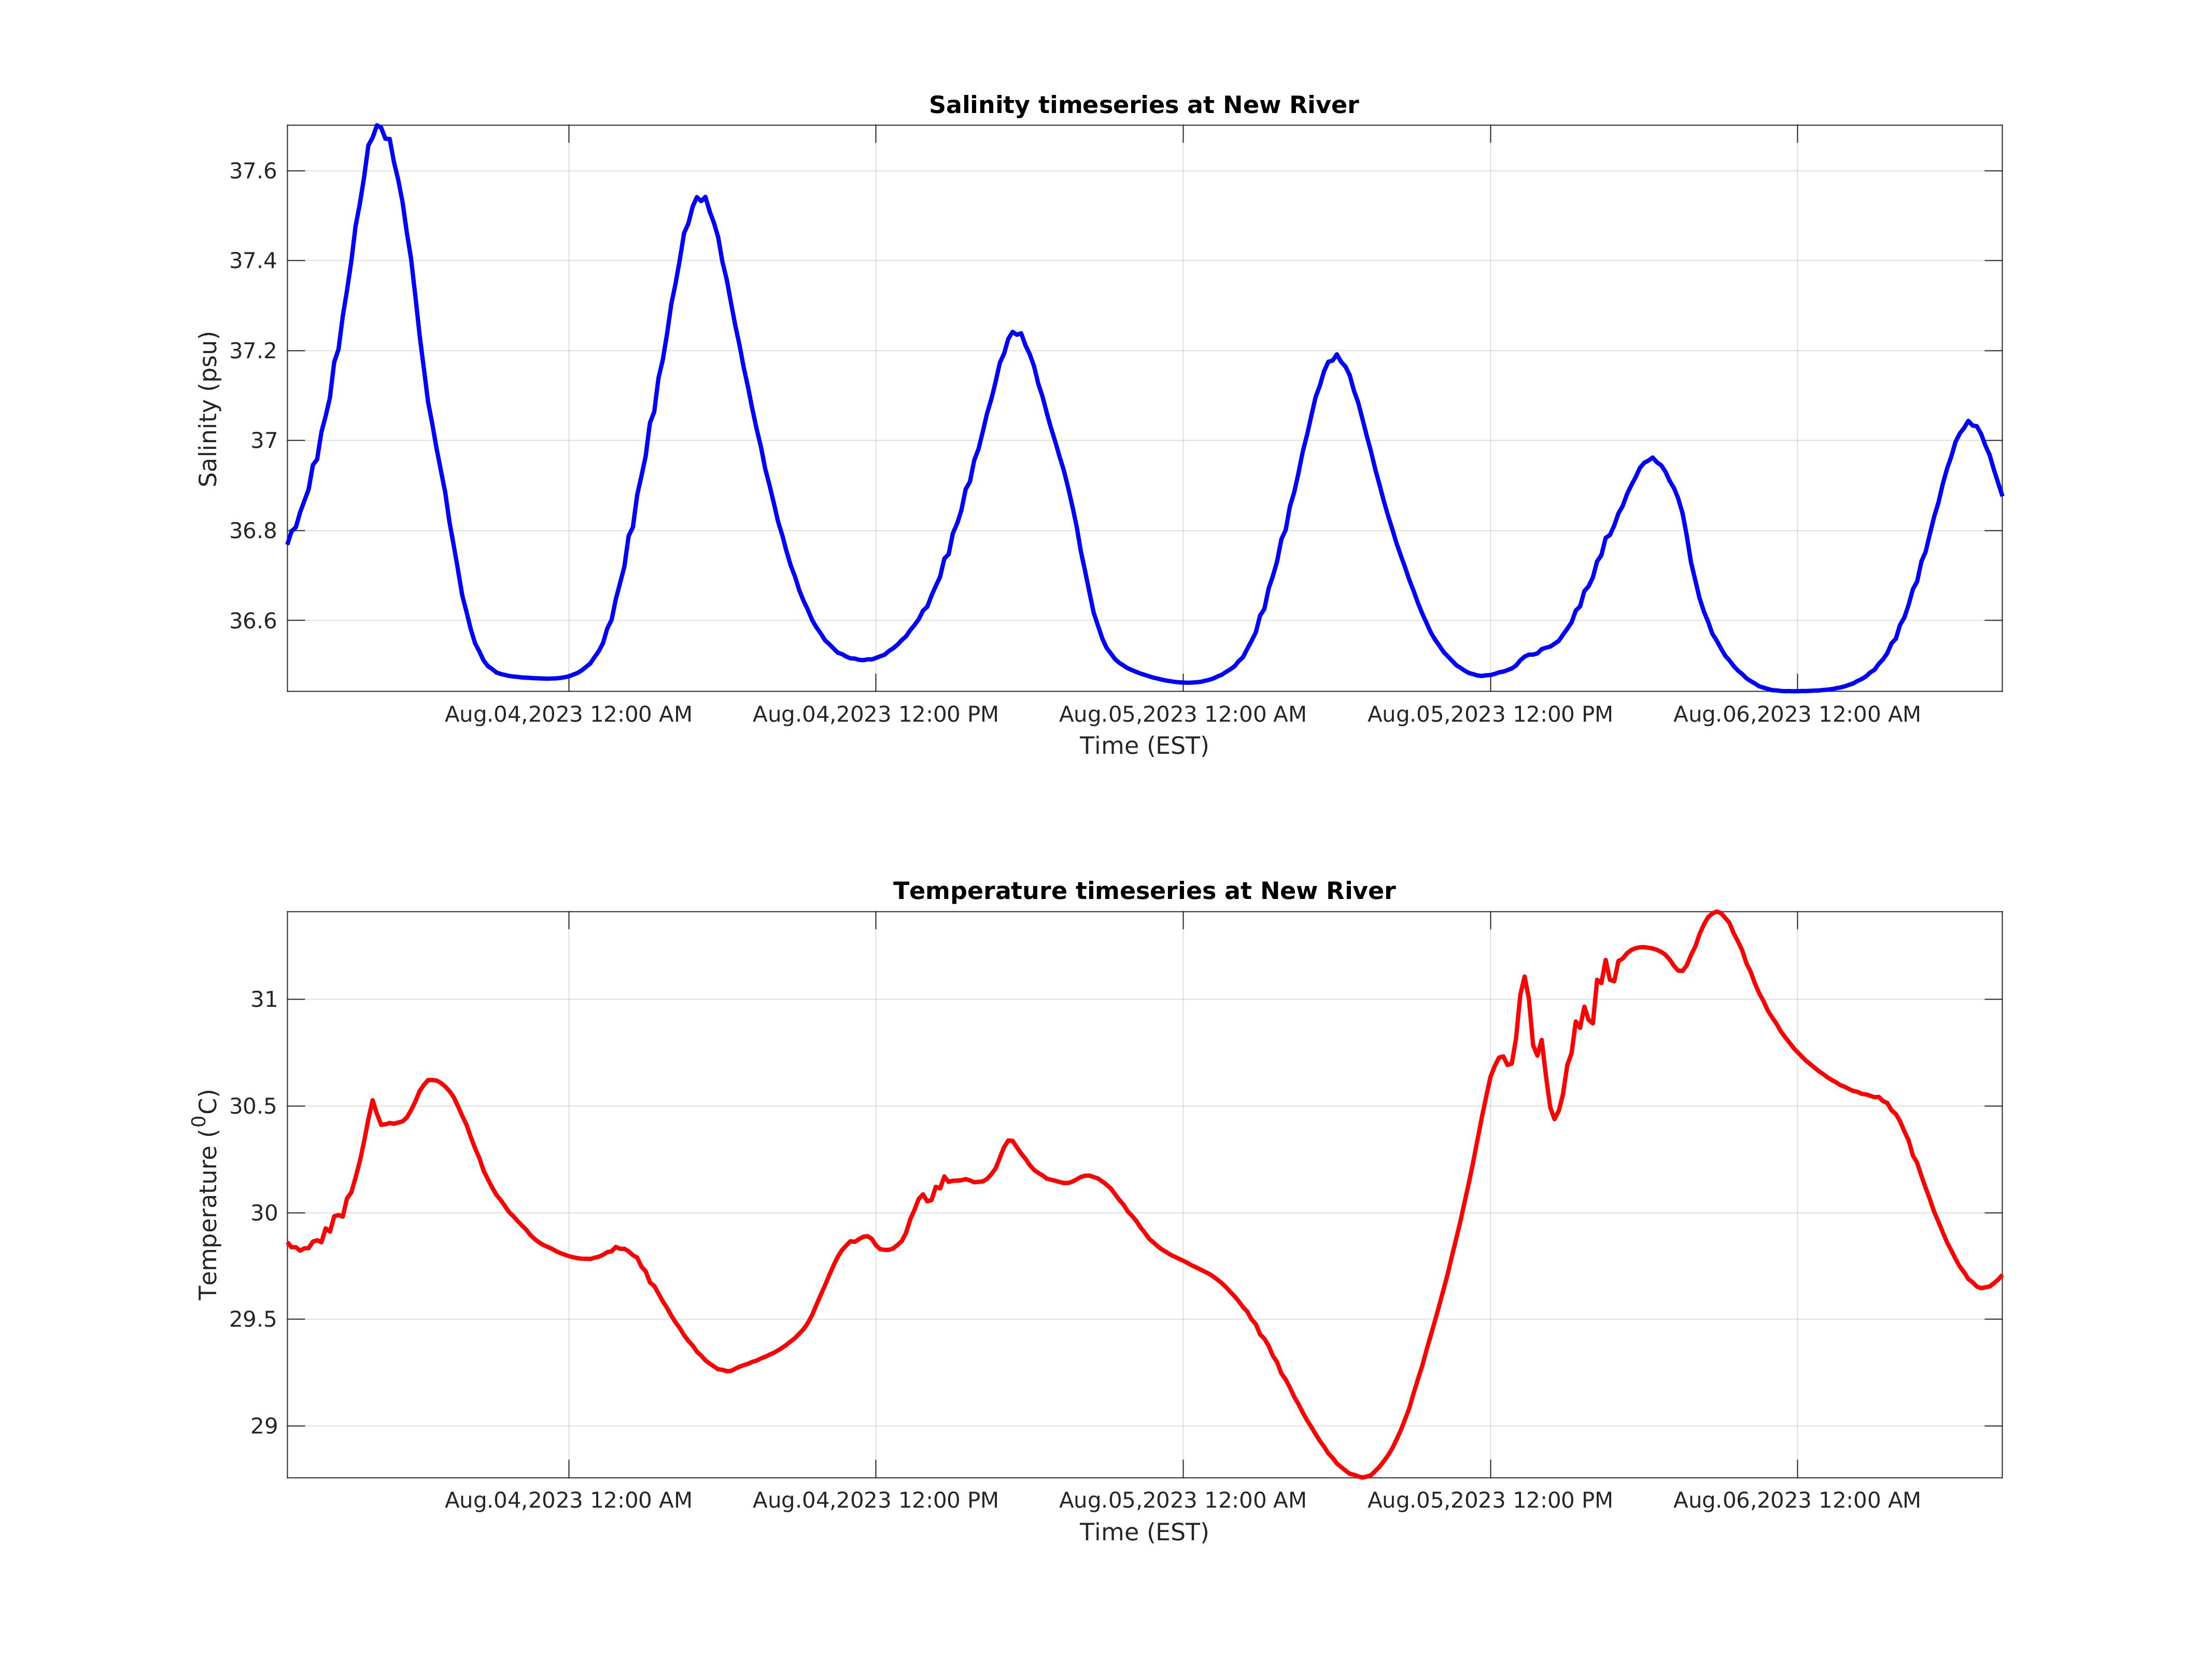 Salinity timeseries at New River
37.6
37.4
37.2
37
36.8
36.6
Salinity (psu)
Aug.04,2023 12:00 AM
Aug.04,2023 12:00 PM
Aug.05,2023 12:00 AM
Aug.05,2023 12:00 PM
Aug.06,2023 12:00 AM
Time (EST)
Temperature timeseries at New River
31
30.5
30
29.5
29
Temperature (⁰C)
Aug.04,2023 12:00 AM
Aug.04,2023 12:00 PM
Aug.05,2023 12:00 AM
Aug.05,2023 12:00 PM
Aug.06,2023 12:00 AM
Time (EST)